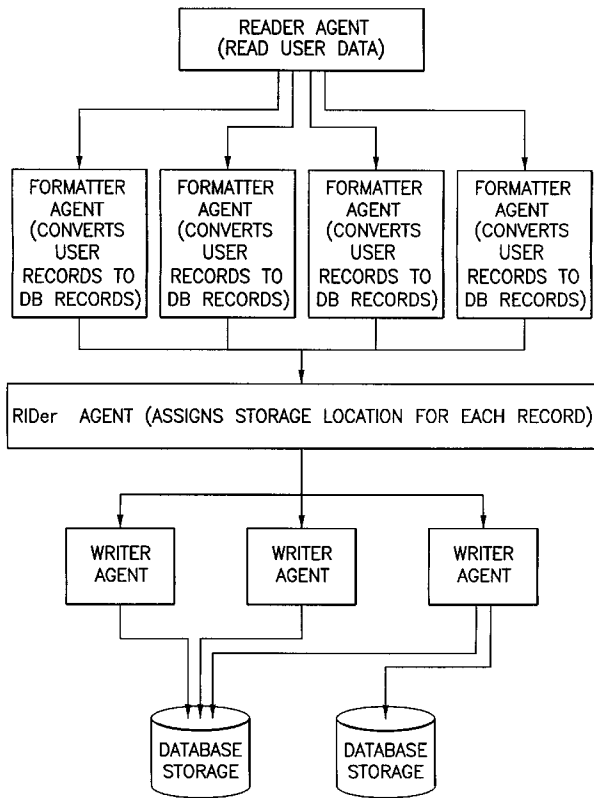 READER AGENT
(READ USER DATA)
FORMATTER
AGENT
(CONVERTS
USER
RECORDS TO
DB RECORDS)
FORMATTER
AGENT
(CONVERTS
USER
RECORDS TO
DB RECORDS)
FORMATTER
AGENT
(CONVERTS
USER
RECORDS TO
DB RECORDS)
FORMATTER
AGENT
(CONVERTS
USER
RECORDS TO
DB RECORDS)
RIDer AGENT (ASSIGNS STORAGE LOCATION FOR EACH RECORD)
WRITER
AGENT
WRITER
AGENT
WRITER
AGENT
DATABASE
STORAGE
DATABASE
STORAGE